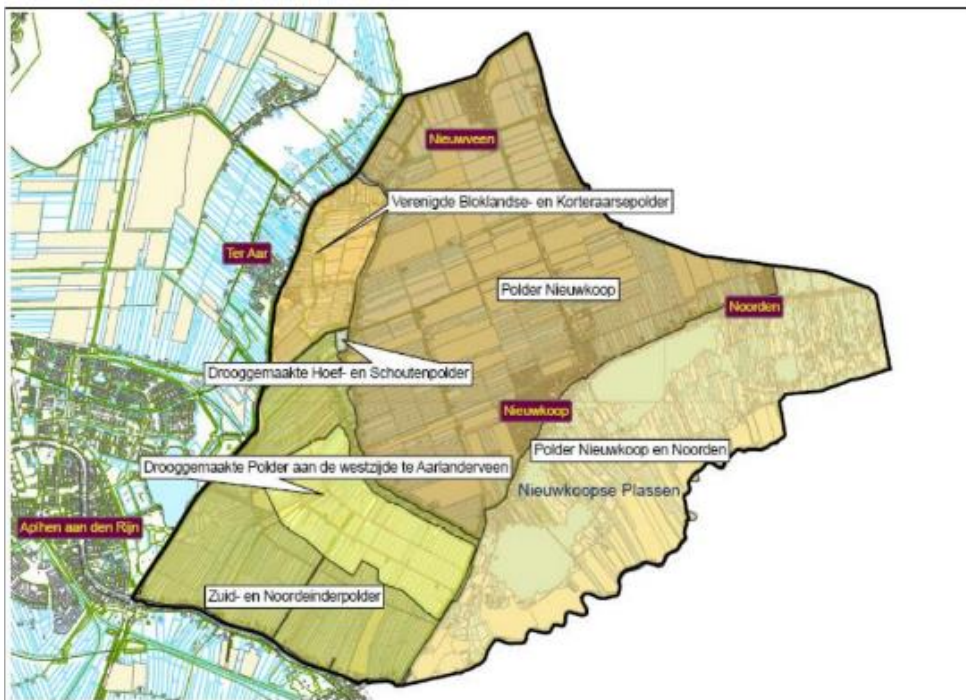 Nieuwveen
Verenigde Bloklandse- en Korteraarsepolder
Ter Aar
Polder Nieuwkoop
Noorden
Drooggemaakte Hoef- en Schoutenpolder
Nieuwkoop
Polder Nieuwkoop en Noorden
Drooggemaakte Polder aan de westzijde te Aarlanderveen
Nieuwkoopse Plassen
Alphen aan den Rijn
Zuid- en Noordeinderpolder